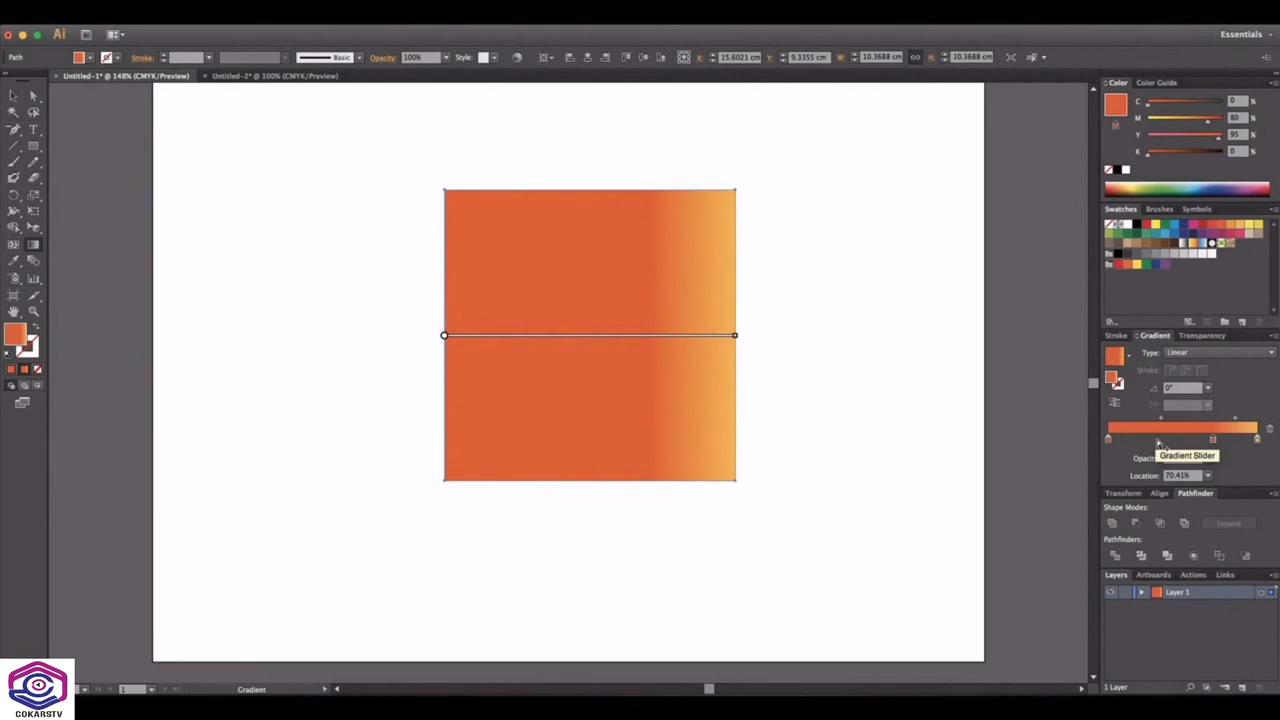 Ai
Essentials
Path
Stroke:
Basic
Opacity: 100%
Style:
X: 15.6021 cm
Y: 9.3355 cm
W: 10.3688 cm
H: 10.3688 cm
× Untitled-1* @ 148% (CMYK/Preview)
× Untitled-2* @ 100% (CMYK/Preview)
Color
Color Guide
C 0 %
M 80 %
Y 95 %
K 0 %
Swatches
Brushes
Symbols
Stroke
Gradient
Transparency
Type: Linear
Stroke:
0°
Opac
Gradient Slider
Location: 70.41%
Transform
Align
Pathfinder
Shape Modes:
Expand
Pathfinders:
Layers
Artboards
Actions
Links
Layer 1
1 Layer
1
Gradient
COKARSTV